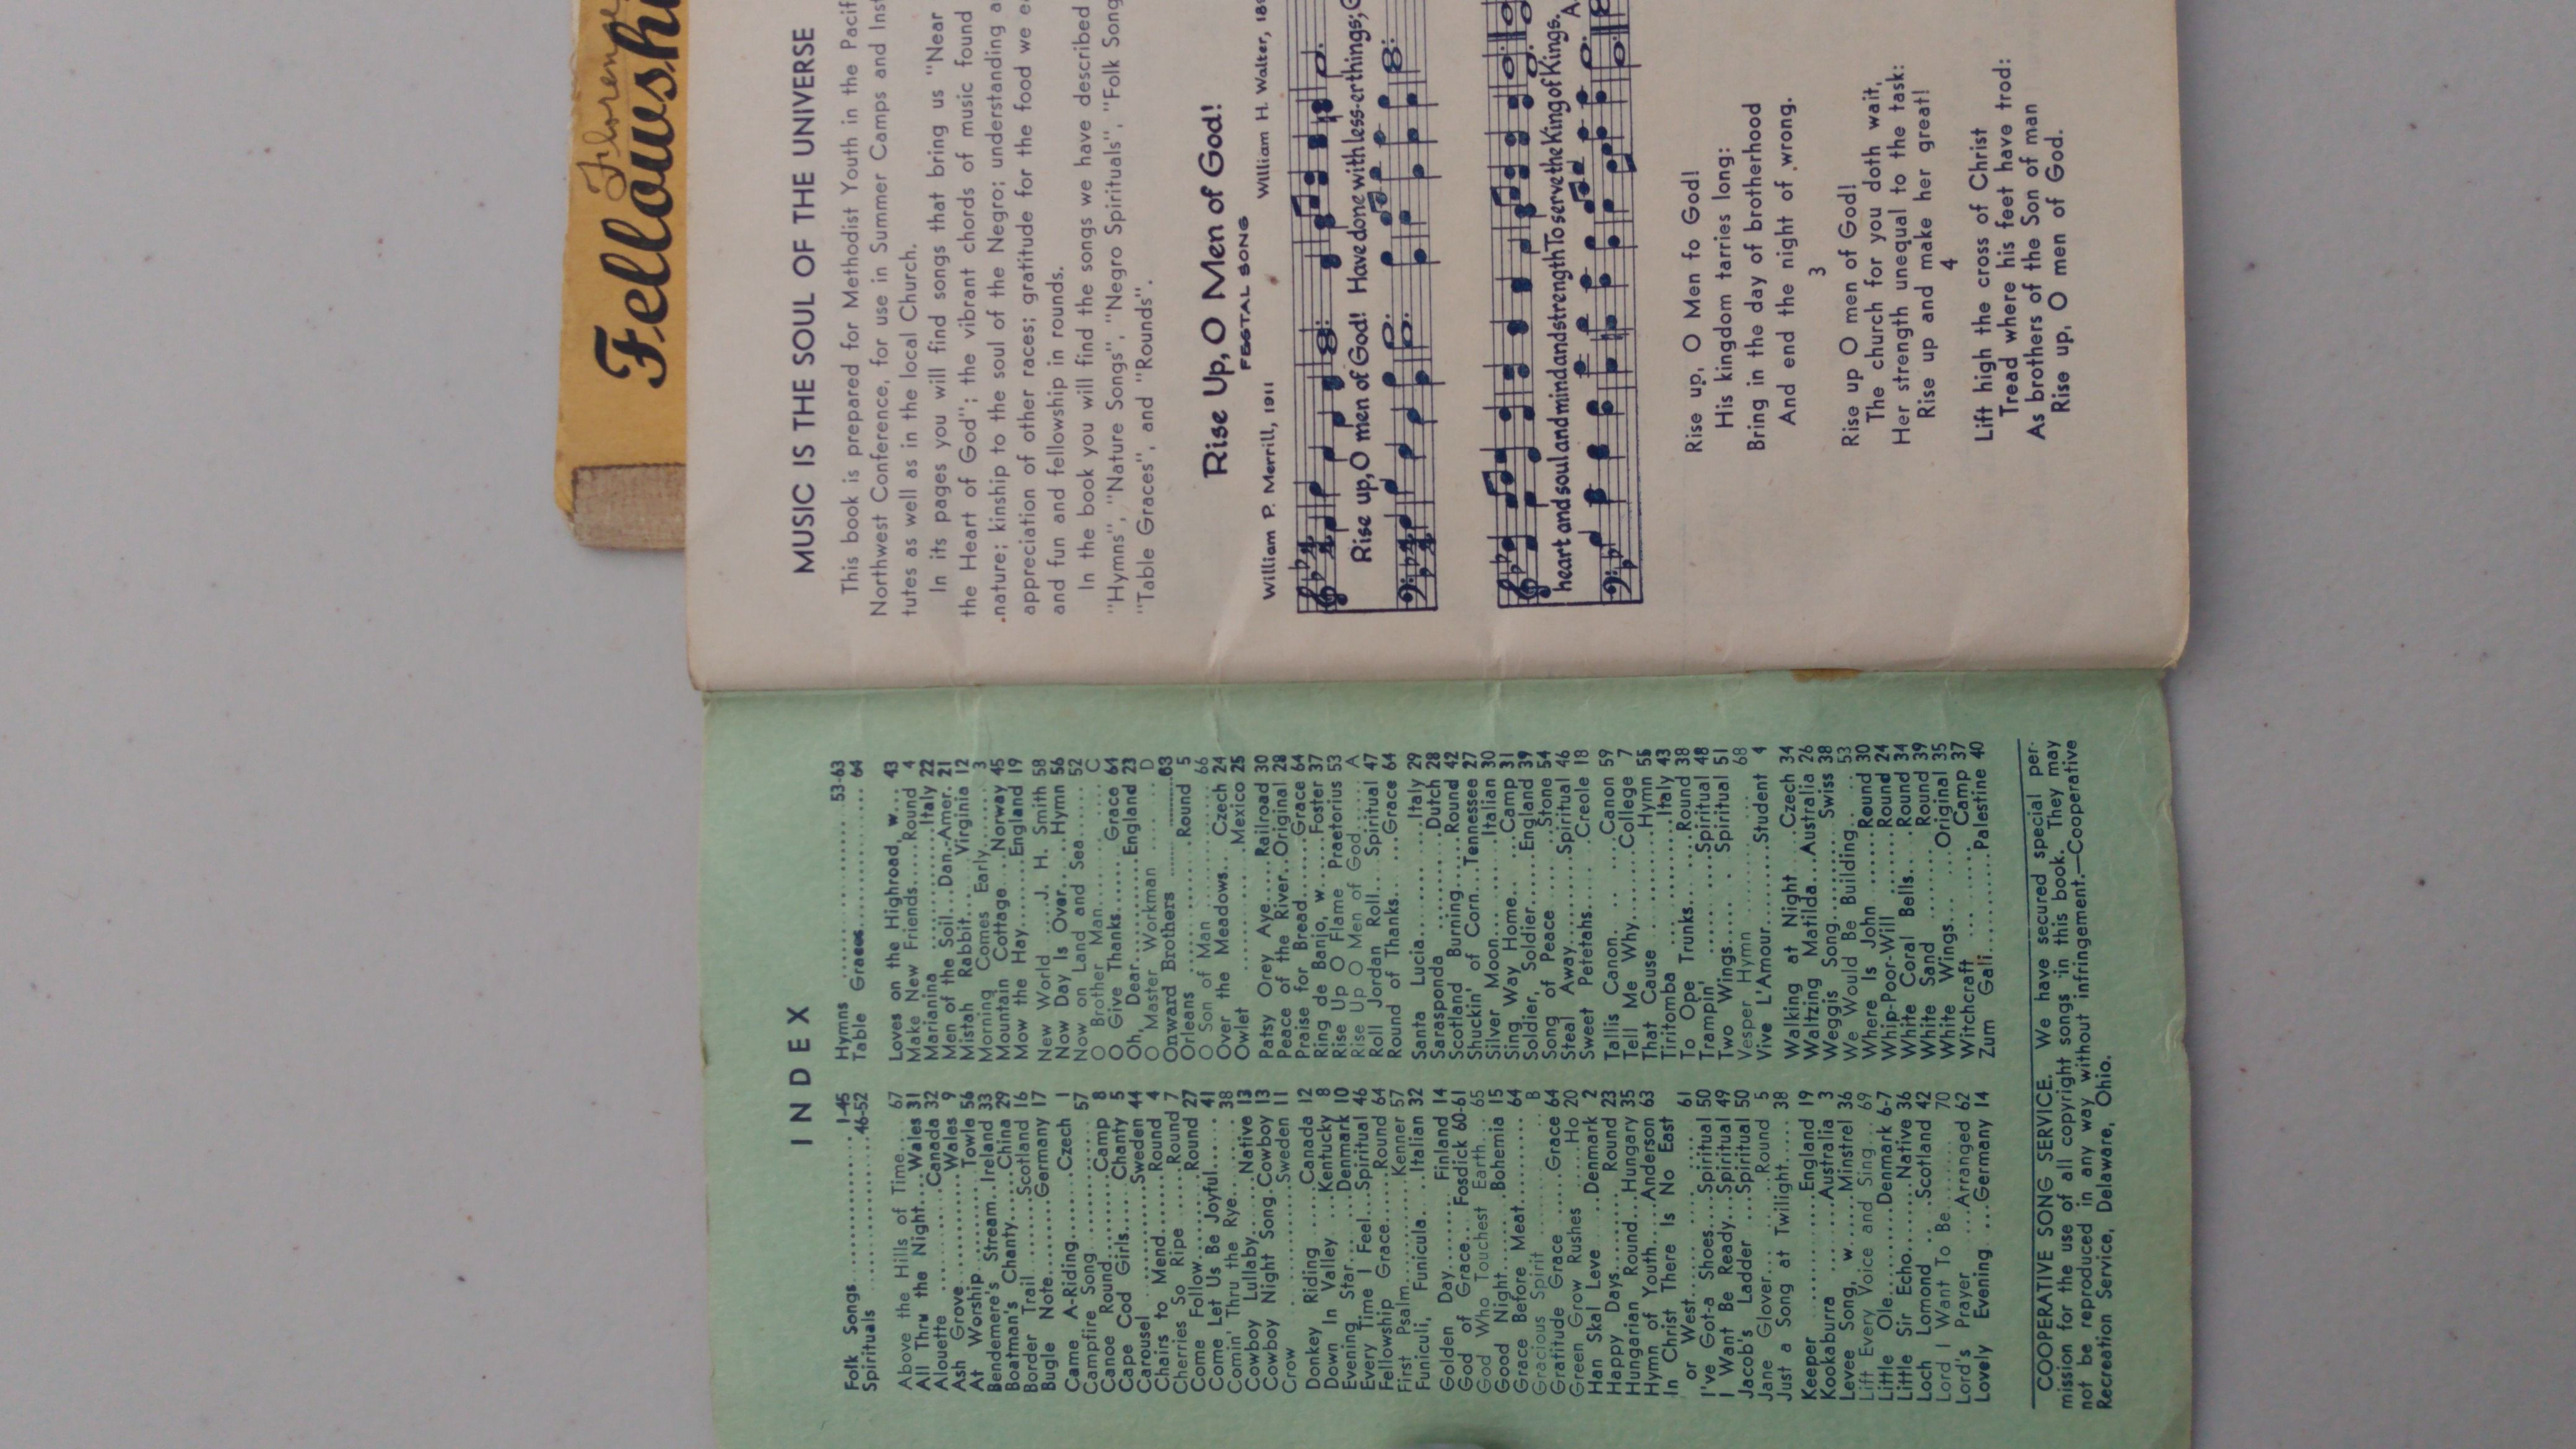 INDEX
Folk Songs.................. 1-45
Spirituals ..................46-52
Above the Hills of Time.... 67
All Thru the Night....Wales 31
Alouette ............Canada 32
Ash Grove.............Wales 9
At Worship ...........Towle 56
Bendemere's Stream..Ireland 33
Boatman's Chanty......China 29
Border Trail .......Scotland 16
Bugle Note..........Germany 17
Came A-Riding.......Czech 1
Campfire Song ........... 57
Canoe Round............Camp 8
Cape Cod Girls.....Chanty 5
Carousel ............Sweden 44
Chairs to Mend........Round 4
Cherries So Ripe .....Round 7
Come Follow..........Round 27
Come Let Us Be Joyful..... 41
Comin' Thru the Rye..... 38
Cowboy Lullaby.......Native 13
Cowboy Night Song.Cowboy 13
Crow ..............Sweden 11
Donkey Riding .....Canada 12
Down In Valley ...Kentucky 8
Evening Star......Denmark 10
Every Time I Feel...Spiritual 46
Fellowship Grace......Round 64
First Psalm........... Kenner 57
Funiculi, Funicula ...Italian 32
Golden Day........ Finland 14
God of Grace... Fosdick 60-61
God Who Touchest Earth... 65
Good Night.........Bohemia 15
Grace Before Meat......... 64
Gracious Spirit .......... B
Gratitude Grace ......Grace 64
Green Grow Rushes ......Ho 20
Han Skal Leve ...Denmark 2
Happy Days........ Round 23
Hungarian Round...Hungary 35
Hymn of Youth....Anderson 63
In Christ There Is No East
or West............... 61
I've Got-a Shoes....Spiritual 50
I Want Be Ready...Spiritual 49
Jacob's Ladder ...Spiritual 50
Jane Glover... ..Round 5
Just a Song at Twilight...... 38
Keeper ...........England 19
Kookaburra ........Australia 3
Levee Song, w .....Minstrel 36
Lift Every Voice and Sing... 69
Little Ole.........Denmark 6-7
Little Sir Echo.......Native 36
Loch Lomond .. ..Scotland 42
Lord I Want To Be........ 70
Lord's Prayer ....Arranged 62
Lovely Evening ...Germany 14
Hymns .................. 53-63
Table Graces............... 64
Loves on the Highroad, w... 43
Make New Friends.....Round 4
Marianina .............Italy 22
Men of the Soil...Dan.-Amer. 21
Mistah Rabbit..... Virginia 12
Morning Comes Early....... 3
Mountain Cottage ...Norway 45
Mow the Hay.......England 19
New World ....J. H. Smith 58
Now Day Is Over....Hymn 56
Now on Land and Sea...... 52
O Brother Man........... C
O Give Thanks...... Grace 64
Oh, Dear...........England 23
O Master Workman ...... D
Onward Brothers ...........63
Orleans ..............Round 5
O Son of Man ........... 66
Over the Meadows... Czech 24
Owlet ..............Mexico 25
Patsy Orey Aye.....Railroad 30
Peace of the River..Original 28
Praise for Bread.......Grace 64
Ring de Banjo, w.....Foster 37
Rise Up O Flame Praetorius 53
Rise Up O Men of God...... A
Roll Jordan Roll... Spiritual 47
Round of Thanks......Grace 64
Santa Lucia.......... Italy 29
Sarasponda ..........Dutch 28
Scotland Burning.....Round 42
Shuckin' of Corn...Tennessee 27
Silver Moon..........Italian 30
Sing Way Home.. ...Camp 31
Soldier, Soldier.....England 39
Song of Peace .......Stone 54
Steal Away.........Spiritual 46
Sweet Petetahs......Creole 18
Tallis Canon.. ....Canon 59
Tell Me Why......College 7
That Cause .........Hymn 55
Tiritomba ............Italy 43
To Ope Trunks... ...Round 38
Trampin' ..........Spiritual 48
Two Wings..... . Spiritual 51
Vesper Hymn ........... 68
Vive L'Amour........Student 4
Walking at Night ..Czech 34
Waltzing Matilda...Australia 26
Weggis Song......... Swiss 38
We Would Be Building.... 53
Where Is John .......Round 30
Whip-Poor-Will ......Round 24
White Coral Bells....Round 34
White Sand .........Round 39
White Wings......Original 35
Witchcraft ...........Camp 37
Zum Gali..........Palestine 40
COOPERATIVE SONG SERVICE. We have secured special per-
mission for the use of all copyright songs in this book. They may
not be reproduced in any way without infringement.—Cooperative
Recreation Service, Delaware, Ohio.
Florence
Fellowshi
MUSIC IS THE SOUL OF THE UNIVERSE
This book is prepared for Methodist Youth in the Pacif
Northwest Conference, for use in Summer Camps and Inst
tutes as well as in the local Church.
In its pages you will find songs that bring us "Near
the Heart of God"; the vibrant chords of music found
nature; kinship to the soul of the Negro; understanding a
appreciation of other races; gratitude for the food we ea
and fun and fellowship in rounds.
In the book you will find the songs we have described
"Hymns", "Nature Songs", "Negro Spirituals", "Folk Song
"Table Graces", and "Rounds".
Rise Up, O Men of God!
FESTAL SONG
William P. Merrill, 1911 William H. Walter, 189
Rise up, O men of God! Have done with less-er things; G
heart and soul and mind and strength To serve the King of Kings. A-
Rise up, O Men fo God!
His kingdom tarries long:
Bring in the day of brotherhood
And end the night of wrong.
3
Rise up O men of God!
The church for you doth wait,
Her strength unequal to the task:
Rise up and make her great!
4
Lift high the cross of Christ
Tread where his feet have trod:
As brothers of the Son of man
Rise up, O men of God.